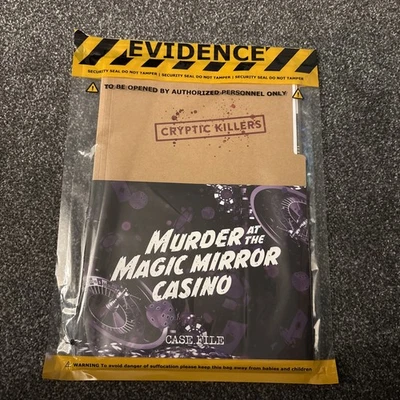 EVIDENCE
SECURITY SEAL DO NOT TAMPER | SECURITY SEAL DO NOT TAMPER | SECURITY SEAL DO NOT TAMPER
TO BE OPENED BY AUTHORIZED PERSONNEL ONLY
CRYPTIC KILLERS
MURDER AT THE
MAGIC MIRROR
CASINO
CASE FILE
WARNING To avoid danger of suffocation please keep this bag away from babies and children